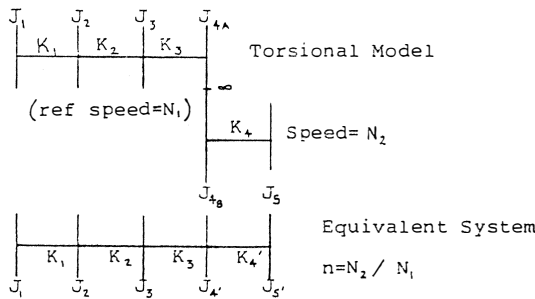 J₁ J₂ J₃ J₄ₐ
K₁ K₂ K₃
Torsional Model
∞
(ref speed=N₁)
K₄
Speed= N₂
J₄B J₅
Equivalent System
K₁ K₂ K₃ K₄'
n=N₂ / N₁
J₁ J₂ J₃ J₄' J₅'